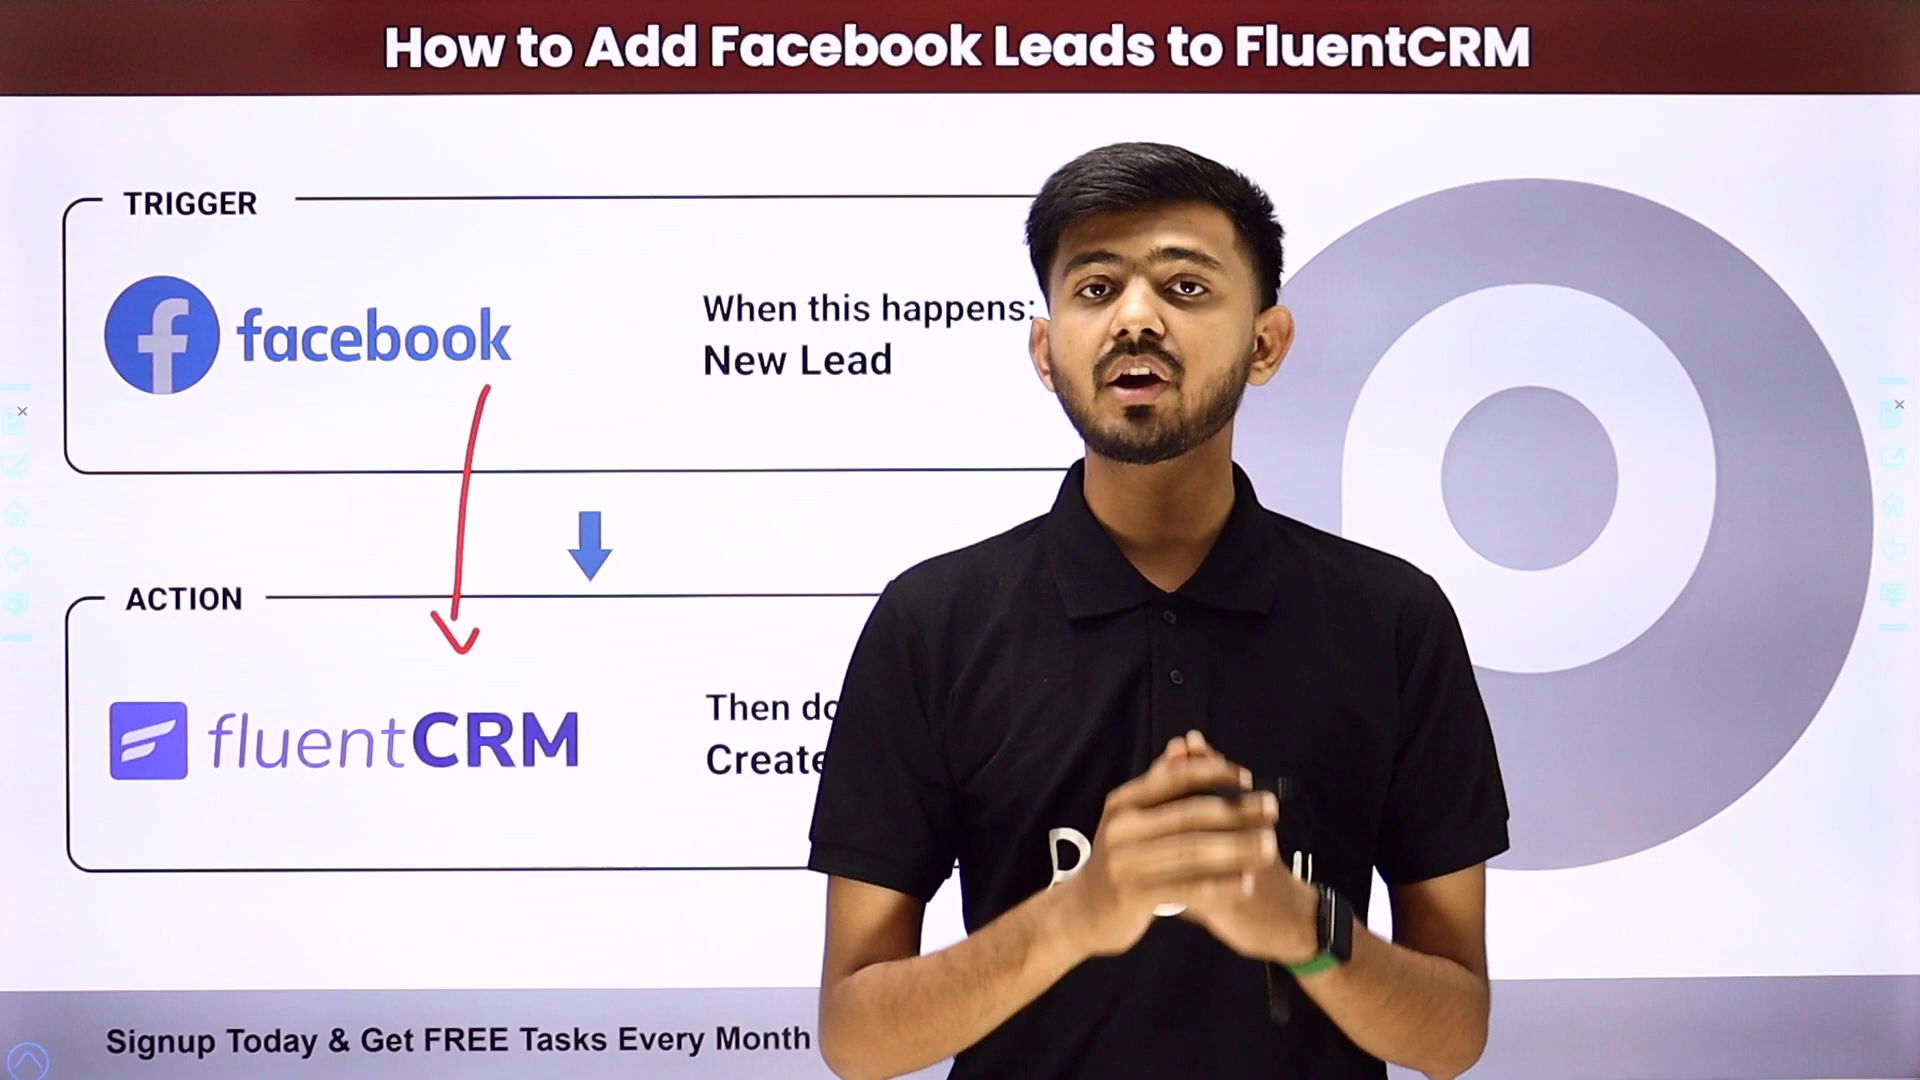 How to Add Facebook Leads to FluentCRM
TRIGGER
facebook
When this happens:
New Lead
ACTION
fluentCRM
Then do
Create
Signup Today & Get FREE Tasks Every Month